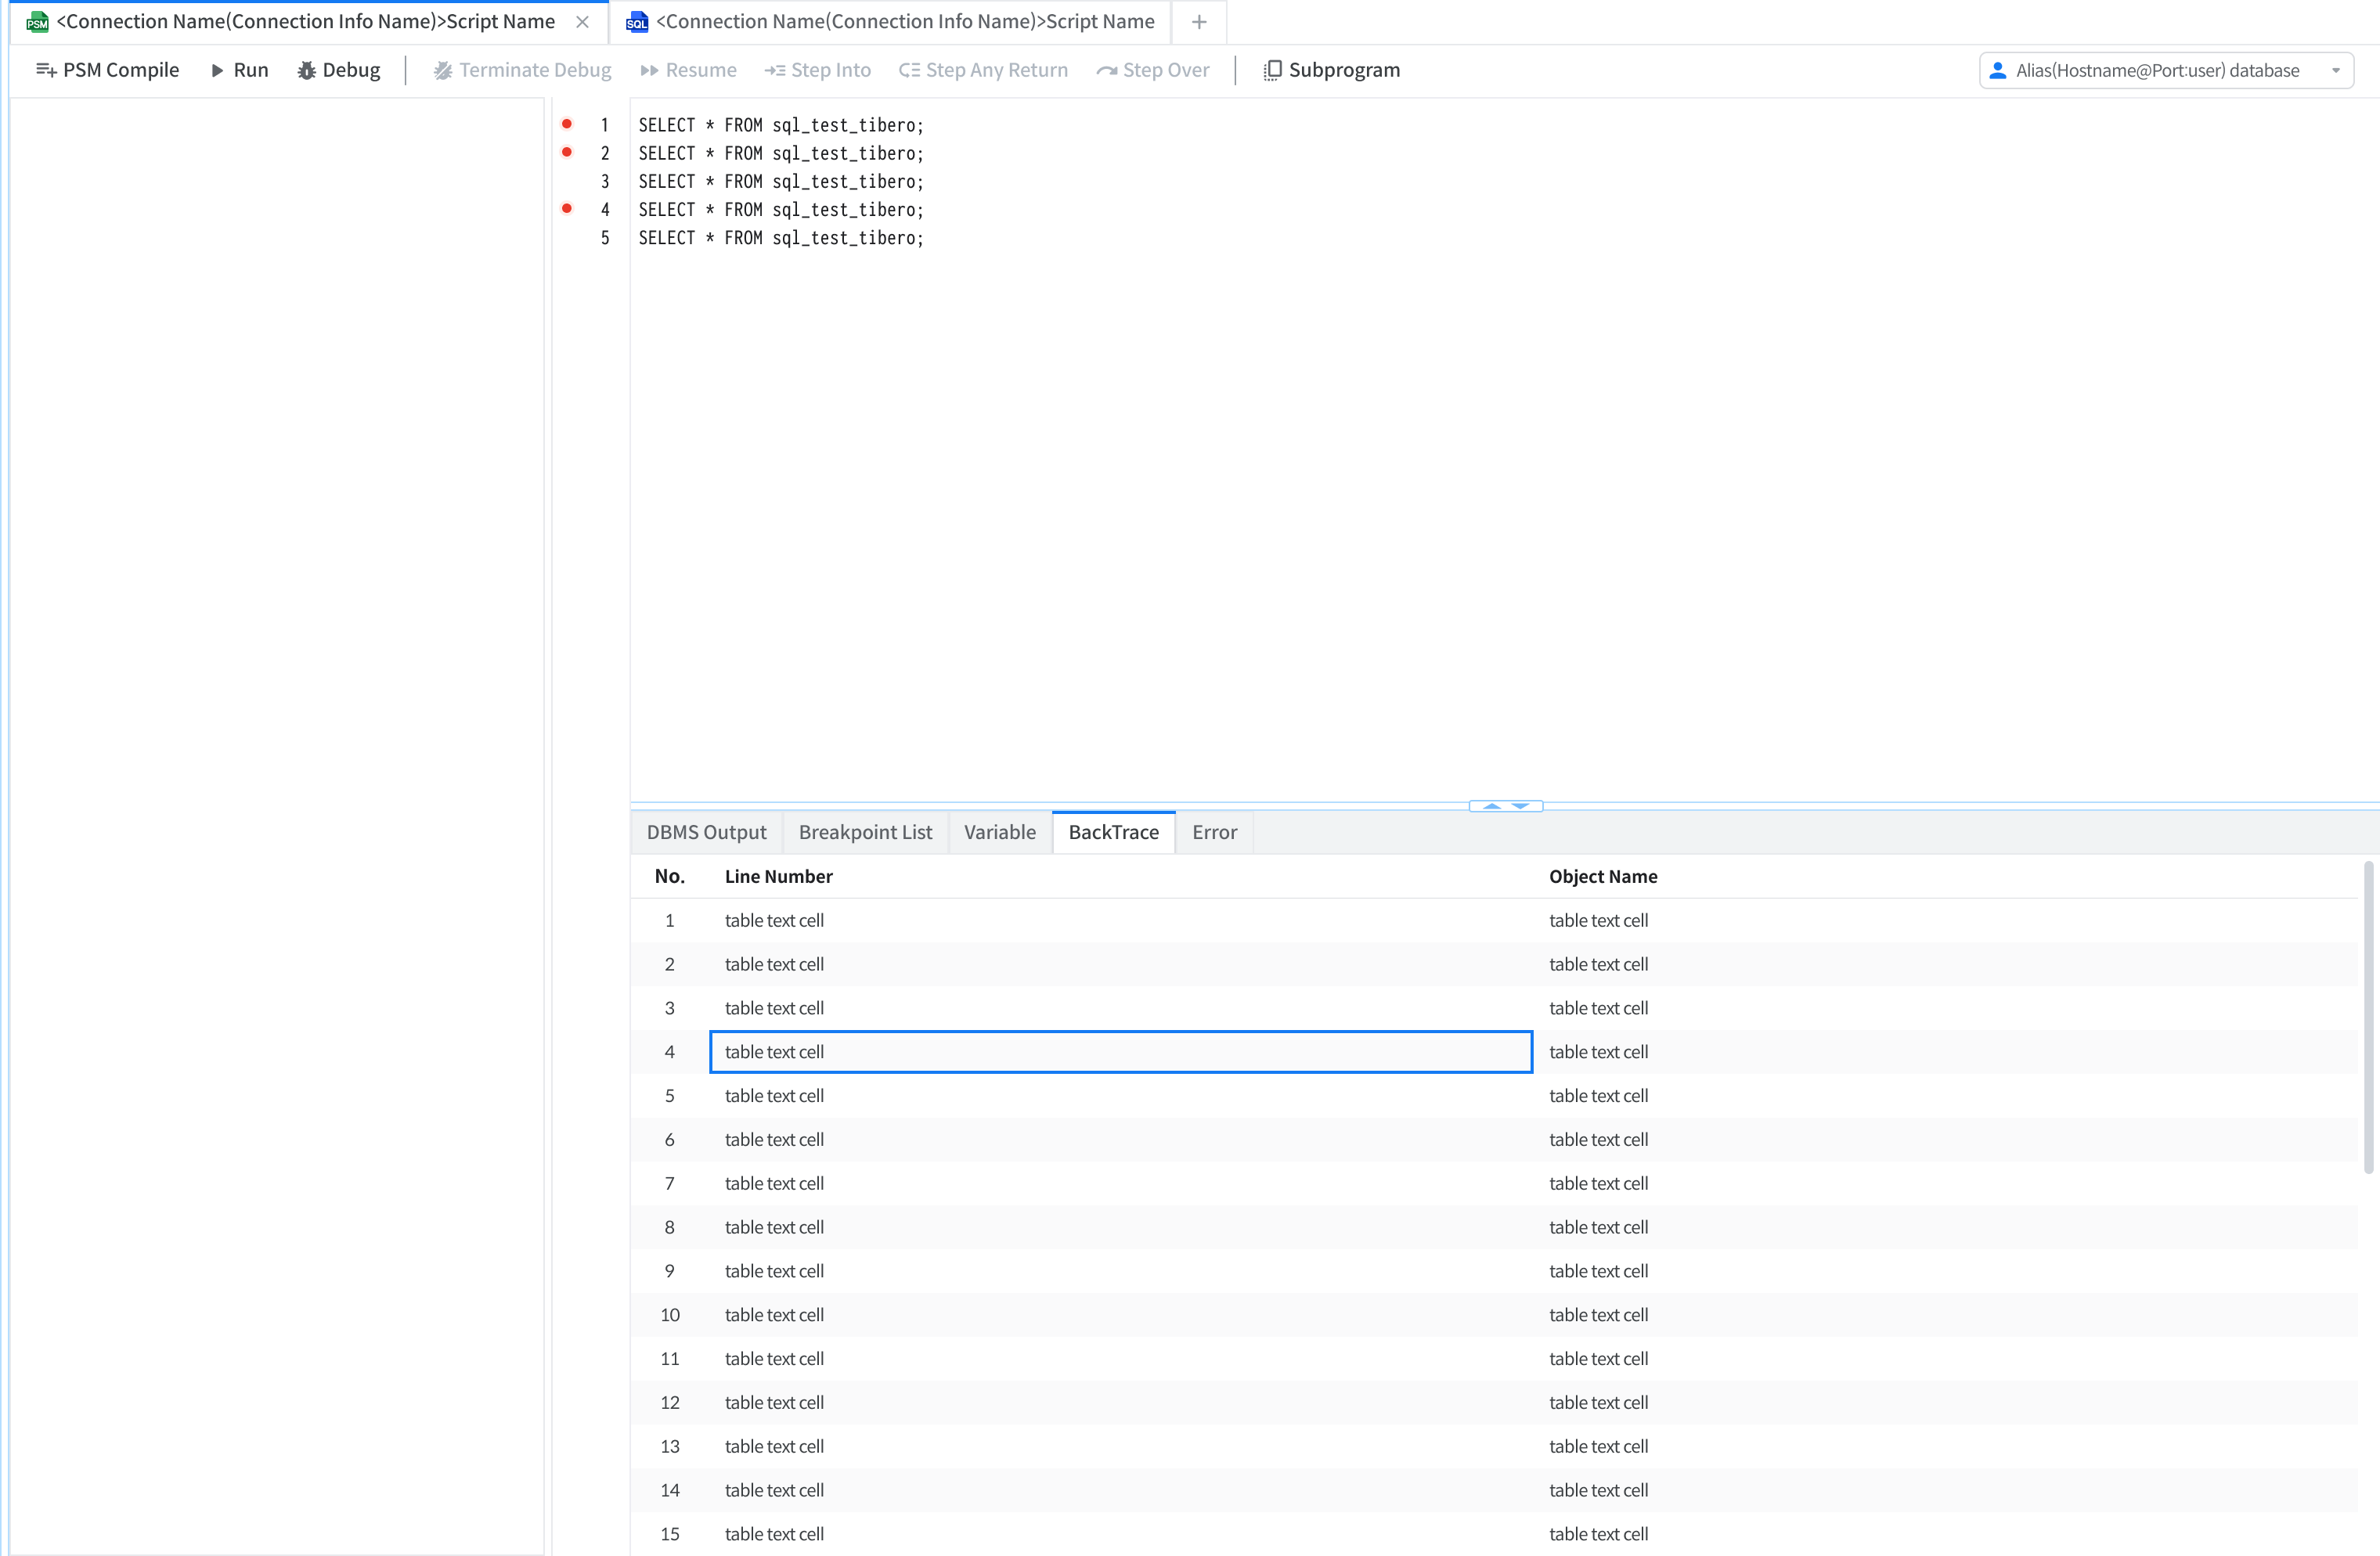 PSM <Connection Name(Connection Info Name)>Script Name SQL <Connection Name(Connection Info Name)>Script Name
PSM Compile Run Debug Terminate Debug Resume Step Into Step Any Return Step Over Subprogram Alias(Hostname@Port:user) database
1 SELECT * FROM sql_test_tibero;
2 SELECT * FROM sql_test_tibero;
3 SELECT * FROM sql_test_tibero;
4 SELECT * FROM sql_test_tibero;
5 SELECT * FROM sql_test_tibero;
DBMS Output Breakpoint List Variable BackTrace Error
No. Line Number Object Name
1 table text cell table text cell
2 table text cell table text cell
3 table text cell table text cell
4 table text cell table text cell
5 table text cell table text cell
6 table text cell table text cell
7 table text cell table text cell
8 table text cell table text cell
9 table text cell table text cell
10 table text cell table text cell
11 table text cell table text cell
12 table text cell table text cell
13 table text cell table text cell
14 table text cell table text cell
15 table text cell table text cell